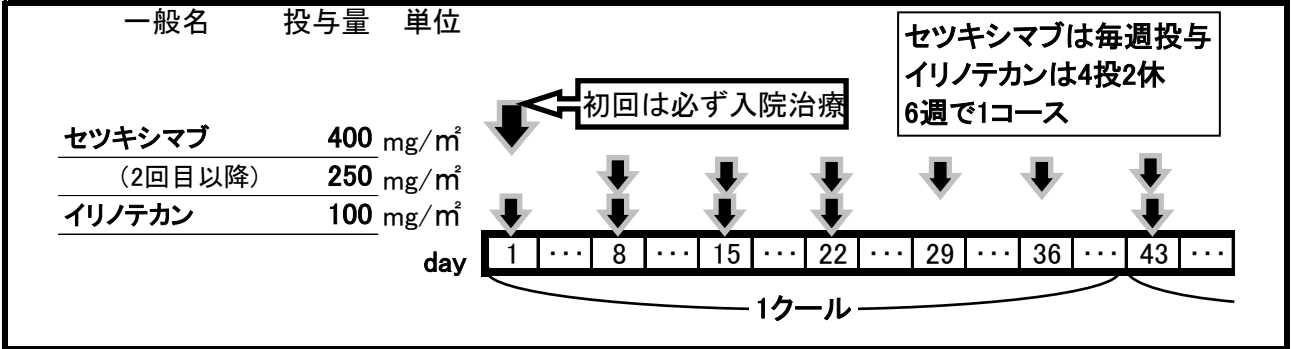 一般名 投与量 単位
セツキシマブは毎週投与
イリノテカンは4投2休
6週で1コース
初回は必ず入院治療
セツキシマブ 400 mg/㎡
（2回目以降） 250 mg/㎡
イリノテカン 100 mg/㎡
day 1 ･･･ 8 ･･･ 15 ･･･ 22 ･･･ 29 ･･･ 36 ･･･ 43 ･･･
1クール